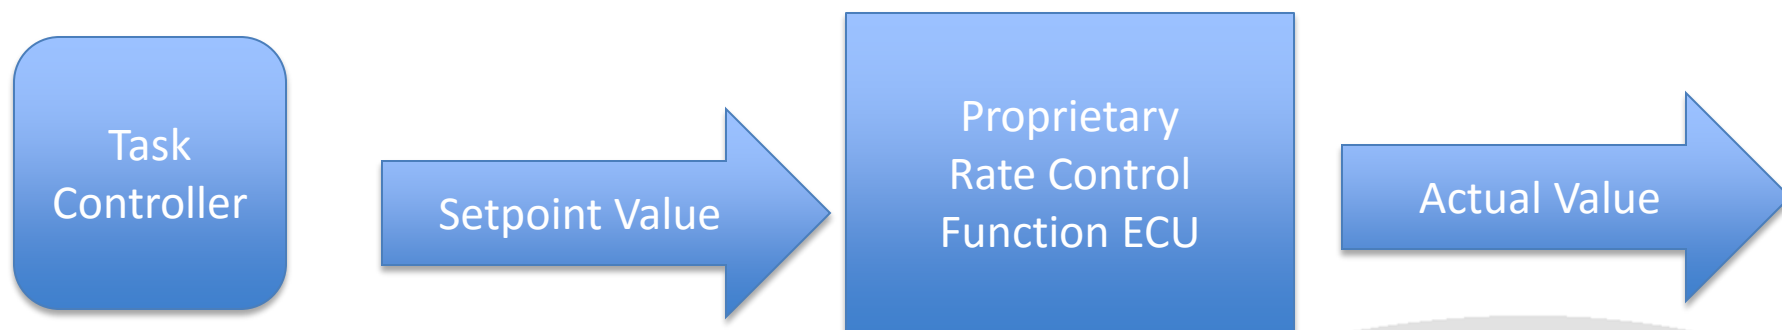 Task
Controller
Setpoint Value
Proprietary
Rate Control
Function ECU
Actual Value